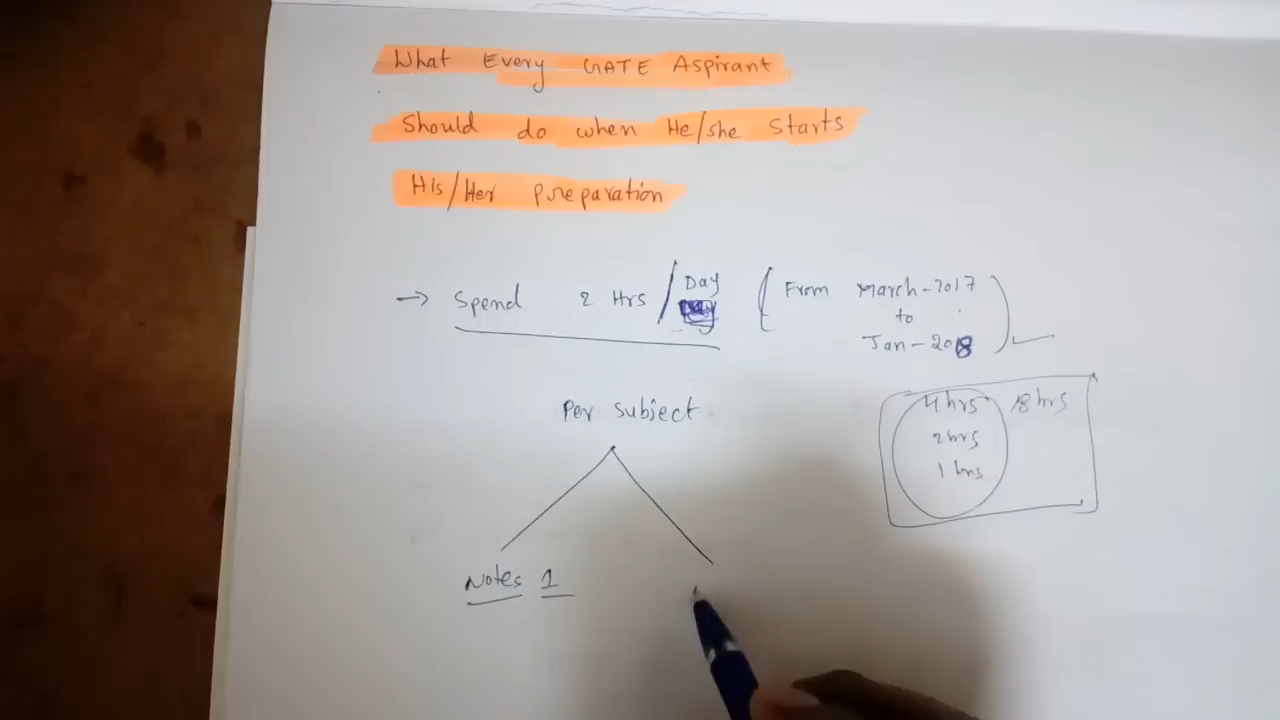 What Every GATE Aspirant
Should do when He/she Starts
His/Her preparation
→ Spend 2 Hrs / Day (From March-2017
to
Jan-2018)
Per subject
4 hrs 18 hrs
2 hrs
1 hrs
Notes 1